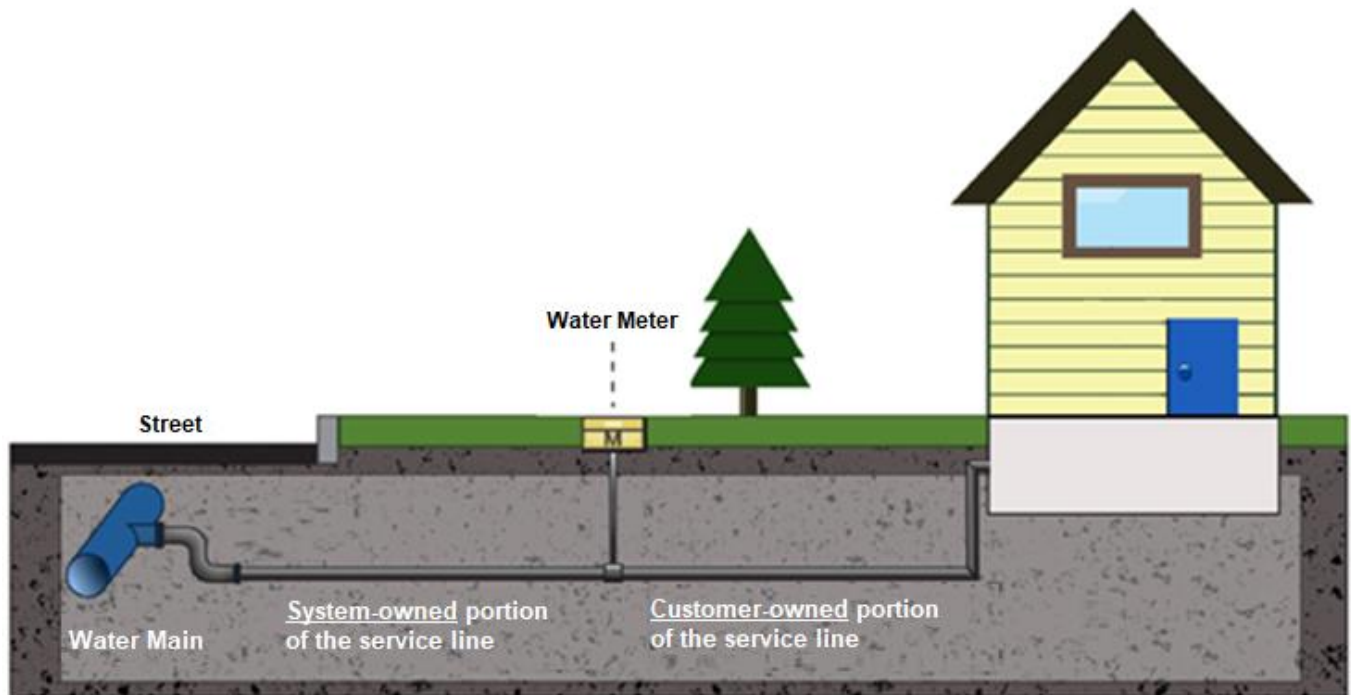 Water Meter
Street
M
System-owned portion
of the service line
Customer-owned portion
of the service line
Water Main